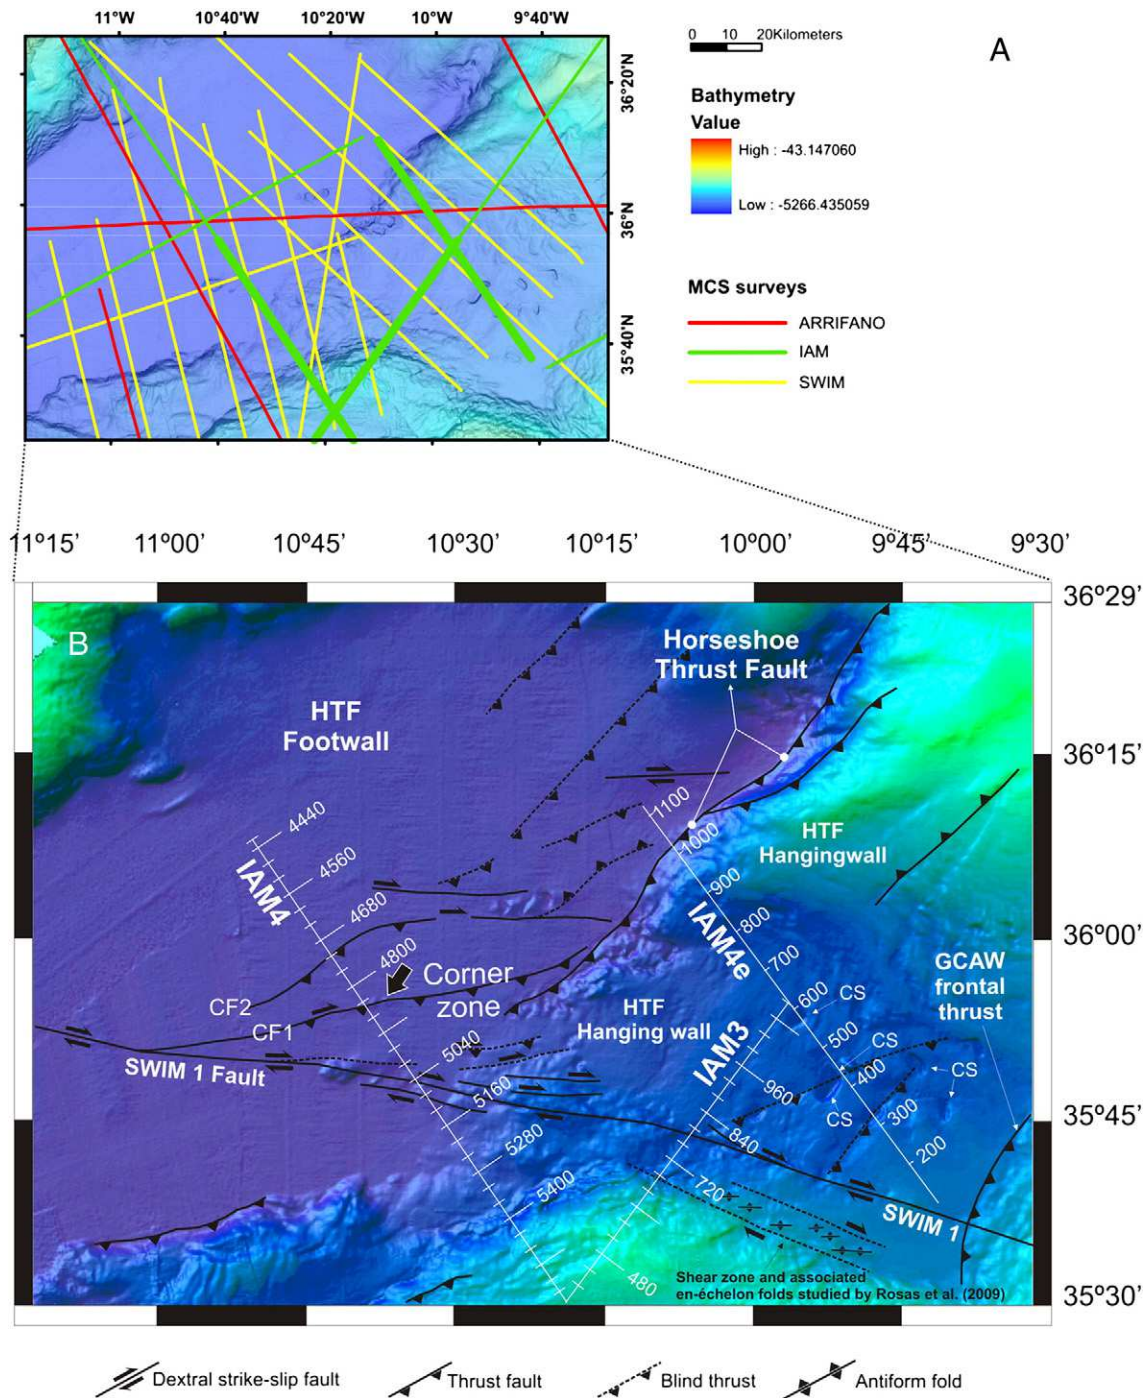 11°W 10°40'W 10°20'W 10°W 9°40'W
36°20'N
36°N
35°40'N
0 10 20Kilometers
A
Bathymetry
Value
High : -43.147060
Low : -5266.435059
MCS surveys
ARRIFANO
IAM
SWIM
11°15' 11°00' 10°45' 10°30' 10°15' 10°00' 9°45' 9°30'
36°29'
36°15'
36°00'
35°45'
35°30'
B
Horseshoe
Thrust Fault
HTF
Footwall
HTF
Hangingwall
4440
4560
4680
4800
5040
5160
5280
5400
IAM4
1100
1000
900
800
700
600
500
400
300
200
IAM4e
GCAW
frontal
thrust
Corner
zone
CF2
CF1
HTF
Hanging wall
CS
CS
CS
CS
IAM3
960
840
720
480
SWIM 1 Fault
SWIM 1
Shear zone and associated
en-échelon folds studied by Rosas et al. (2009)
Dextral strike-slip fault Thrust fault Blind thrust Antiform fold